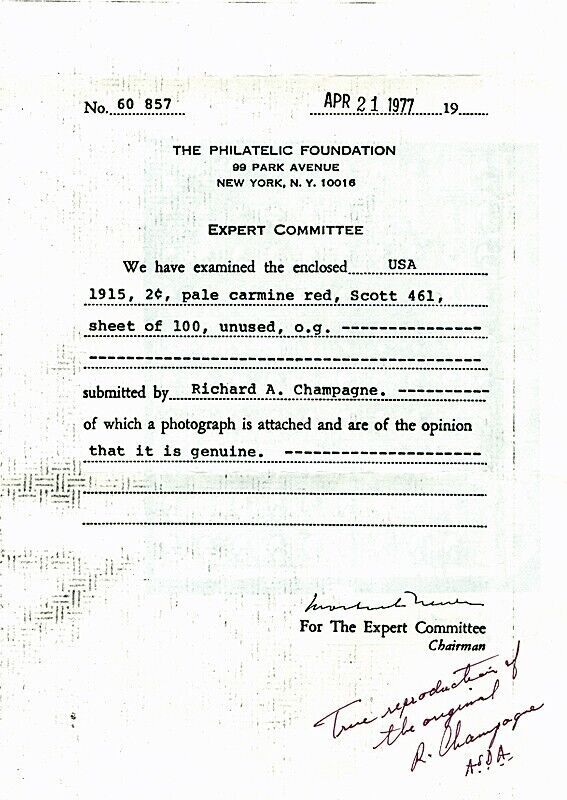 No. 60 857 APR 21 1977 19
THE PHILATELIC FOUNDATION
99 PARK AVENUE
NEW YORK, N. Y. 10016
EXPERT COMMITTEE
We have examined the enclosed USA
1915, 2¢, pale carmine red, Scott 461,
sheet of 100, unused, o.g. ---------------
------------------------------------------
submitted by Richard A. Champagne. ----------
of which a photograph is attached and are of the opinion
that it is genuine. ---------------------
For The Expert Committee
Chairman
True reproduction of
the original
R. Champagne
ASDA